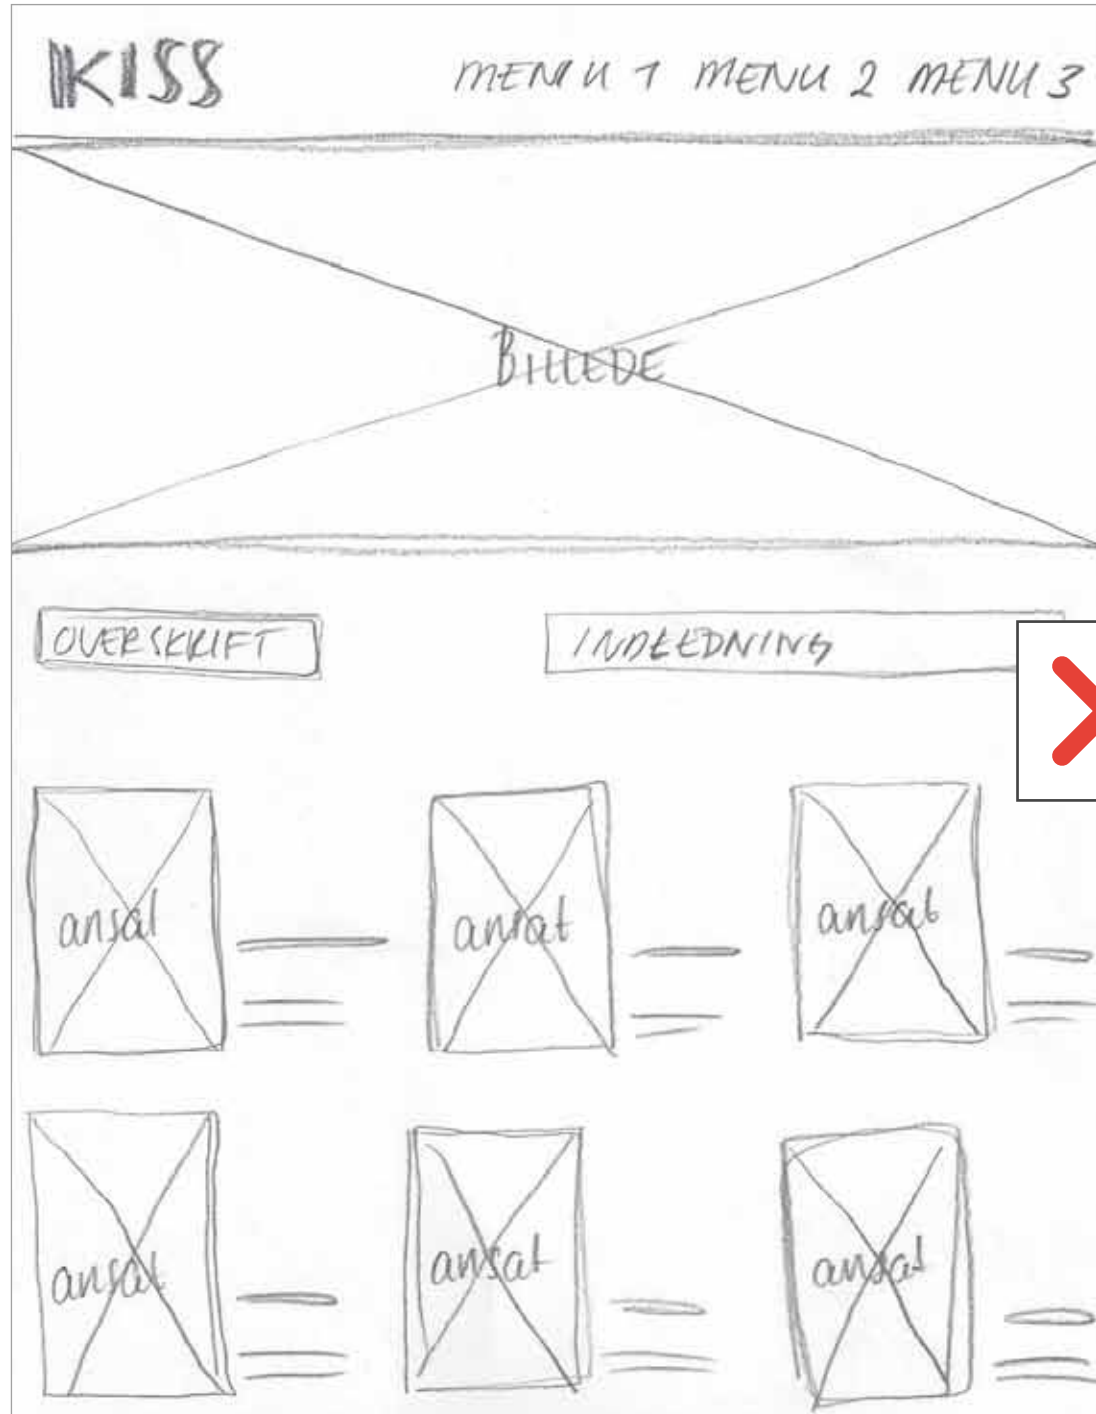 KISS MENU 1 MENU 2 MENU 3
BILLEDE
OVERSKRIFT INDLEDNING
ansat ansat ansat
ansat ansat ansat